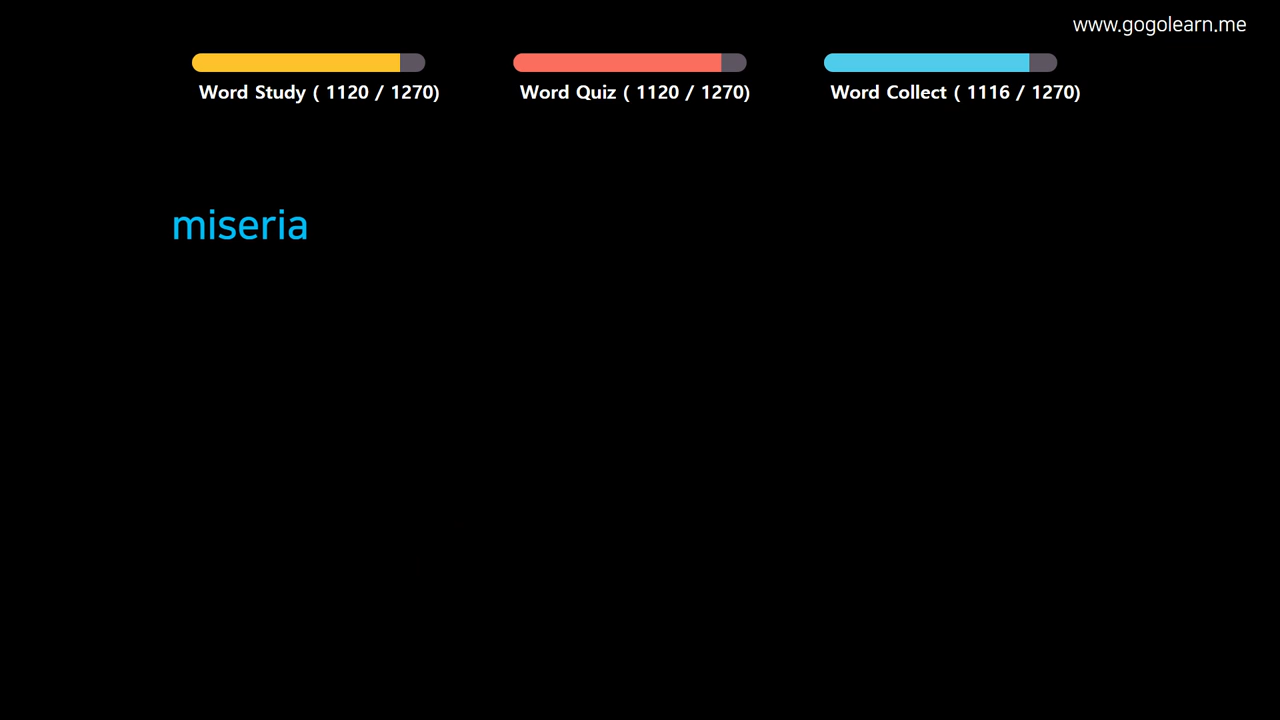 www.gogolearn.me
Word Study ( 1120 / 1270)
Word Quiz ( 1120 / 1270)
Word Collect ( 1116 / 1270)
miseria